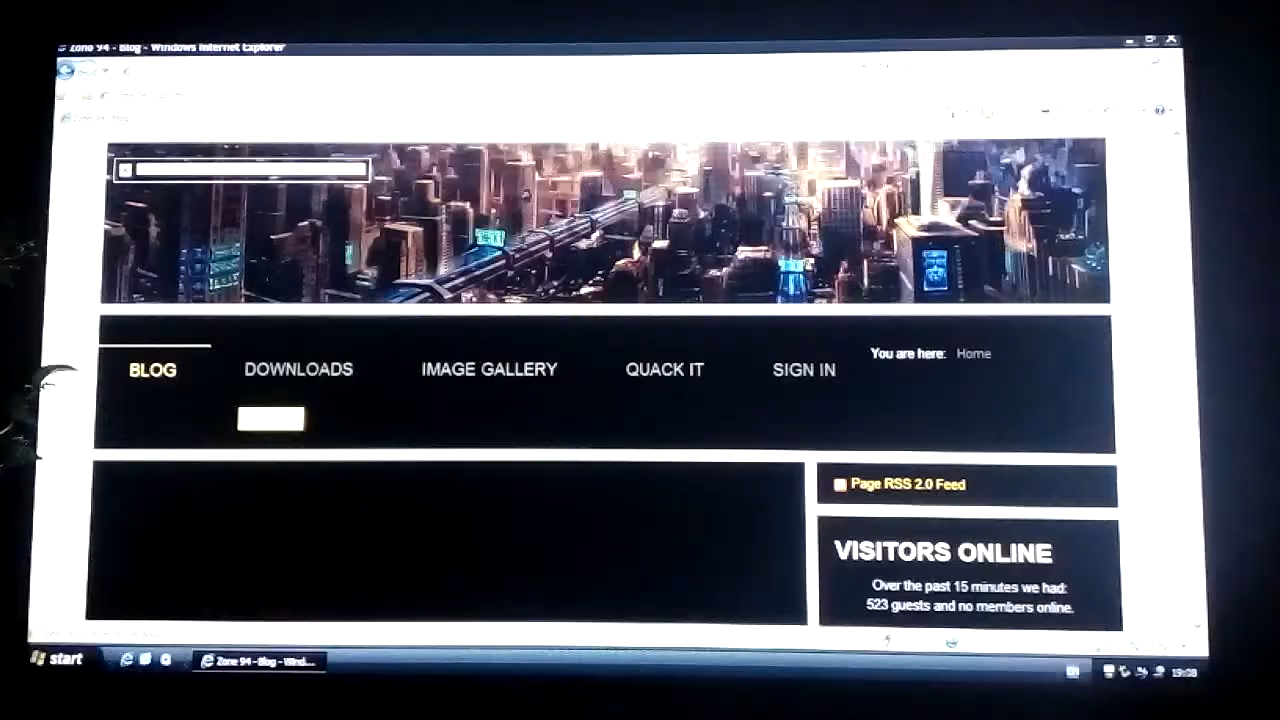 Zone 94 - Blog - Windows Internet Explorer
BLOG
DOWNLOADS
IMAGE GALLERY
QUACK IT
SIGN IN
You are here: Home
Page RSS 2.0 Feed
VISITORS ONLINE
Over the past 15 minutes we had:
523 guests and no members online.
start
Zone 94 - Blog - Wind...
EN